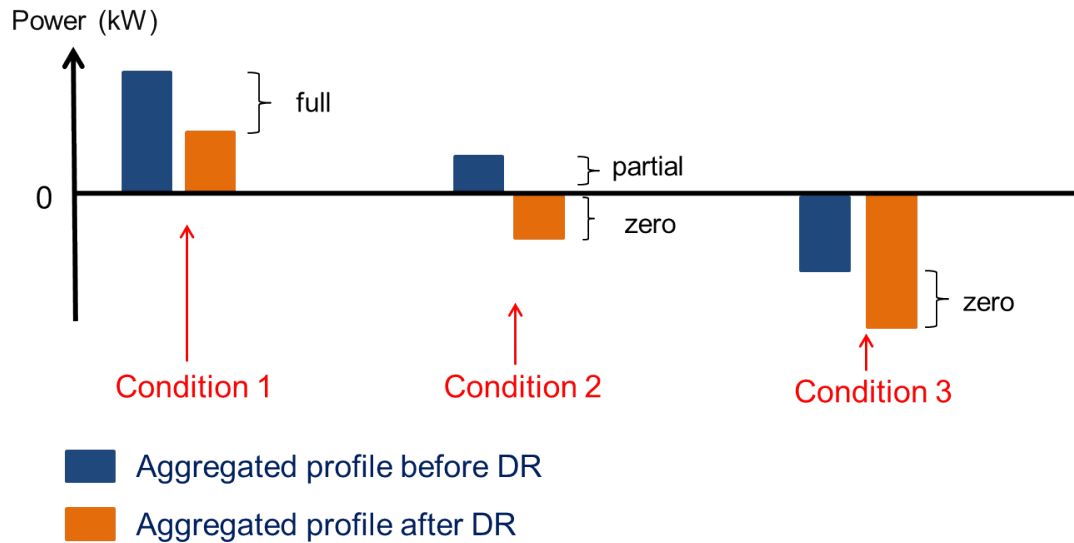 Power (kW)
full
partial
0
zero
zero
Condition 1
Condition 2
Condition 3
Aggregated profile before DR
Aggregated profile after DR